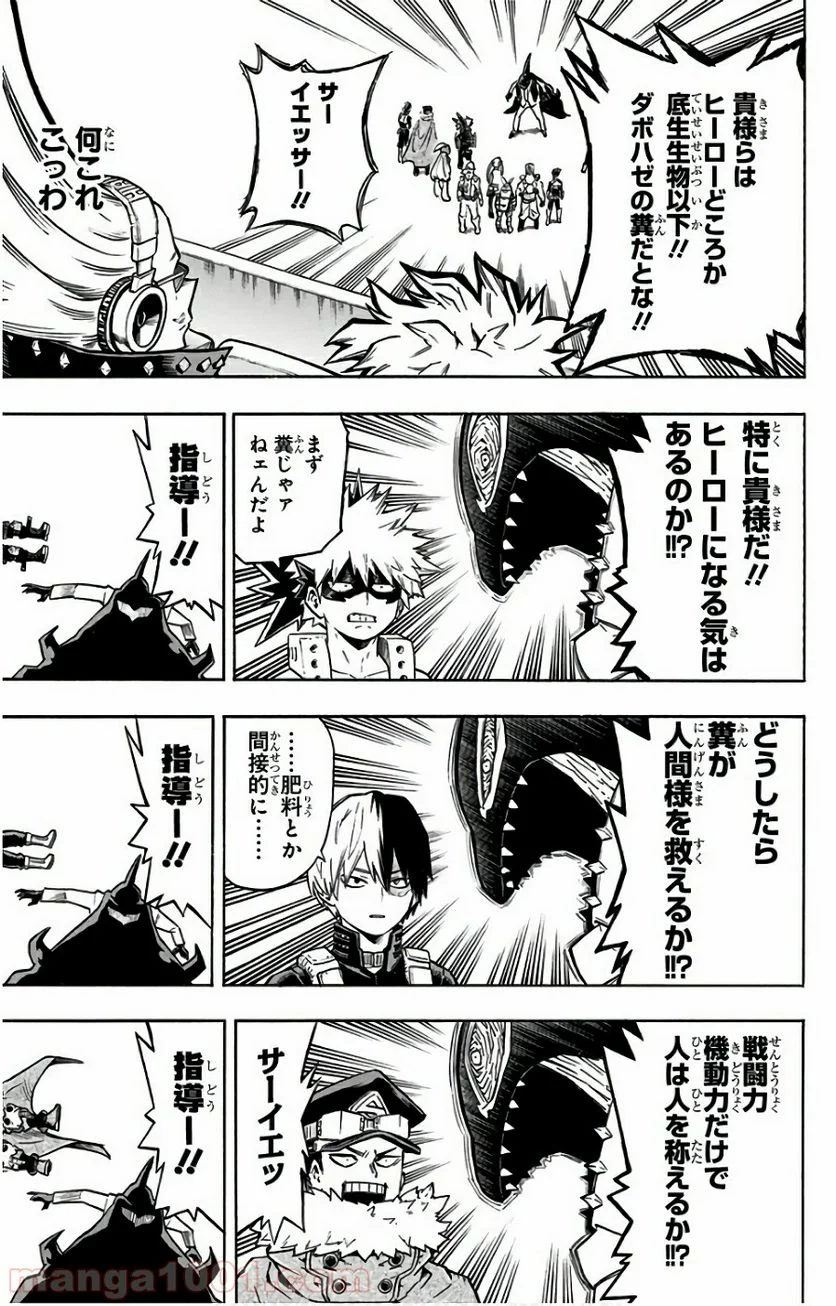 貴様らは
ヒーローどころか
底生生物以下!!
ダボハゼの糞だとな!!
サー
イエッサー!!
何これ
こっわ
特に貴様だ!!
ヒーローになる気は
あるのか!!?
まず
糞じゃァ
ねェんだよ
指導ー!!
どうしたら
糞が
人間様を救えるか!!?
……肥料とか
間接的に……
指導ー!!
戦闘力
機動力だけで
人は人を称えるか!!?
サーイエッ
指導ー!!
manga1001.com